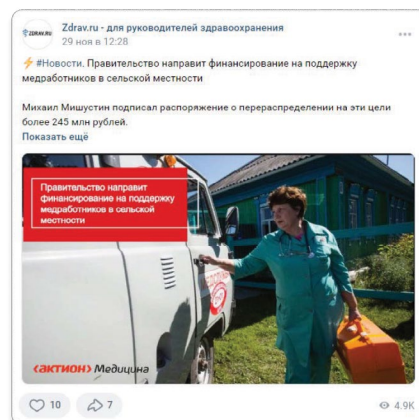 ZDRAV.RU
Zdrav.ru - для руководителей здравоохранения
29 ноя в 12:28
⚡ #Новости. Правительство направит финансирование на поддержку
медработников в сельской местности
Михаил Мишустин подписал распоряжение о перераспределении на эти цели
более 245 млн рублей.
Показать ещё
Правительство направит
финансирование на поддержку
медработников в сельской
местности
<актион> Медицина
10
7
4.9K